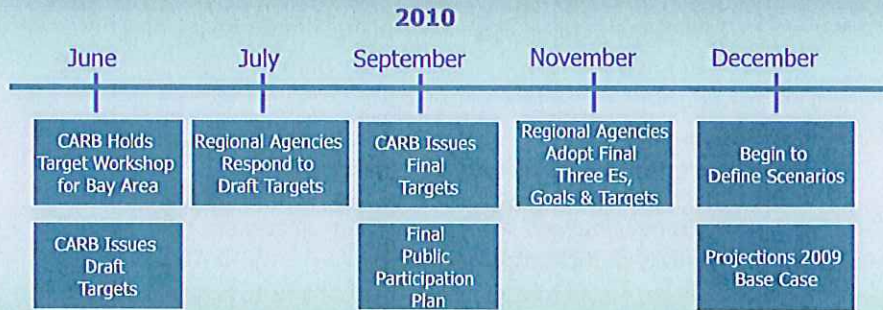 2010
June
July
September
November
December
CARB Holds
Target Workshop
for Bay Area
Regional Agencies
Respond to
Draft Targets
CARB Issues
Final
Targets
Regional Agencies
Adopt Final
Three Es,
Goals & Targets
Begin to
Define Scenarios
CARB Issues
Draft
Targets
Final
Public
Participation
Plan
Projections 2009
Base Case